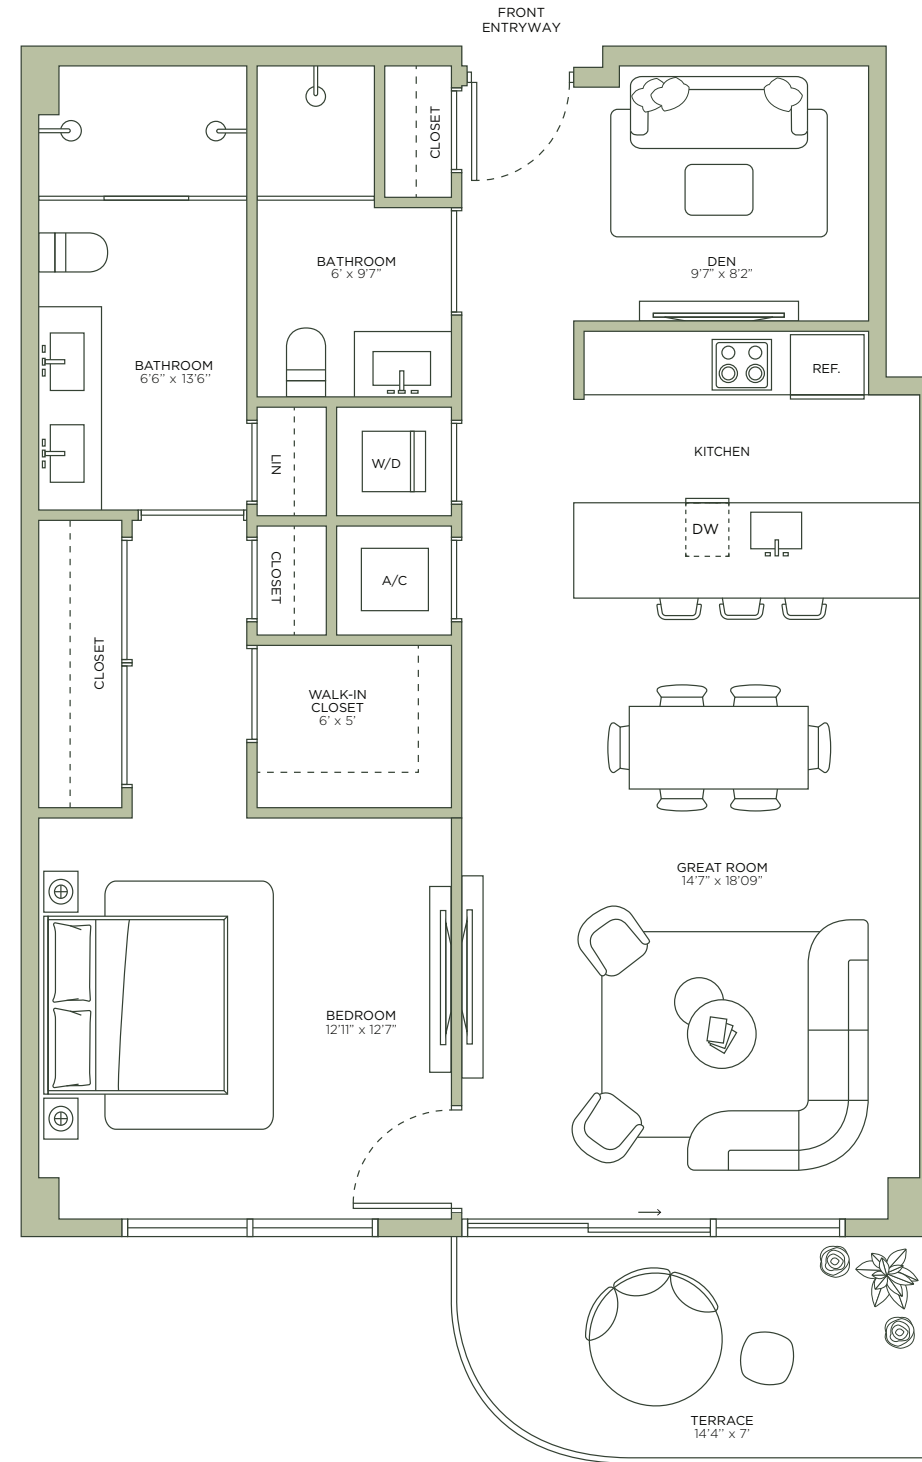 FRONT
ENTRYWAY
CLOSET
BATHROOM
6' x 9'7"
DEN
9'7" x 8'2"
BATHROOM
6'6" x 13'6"
REF.
KITCHEN
LIN
W/D
DW
CLOSET
A/C
CLOSET
WALK-IN
CLOSET
6' x 5'
GREAT ROOM
14'7" x 18'09"
BEDROOM
12'11" x 12'7"
TERRACE
14'4" x 7'